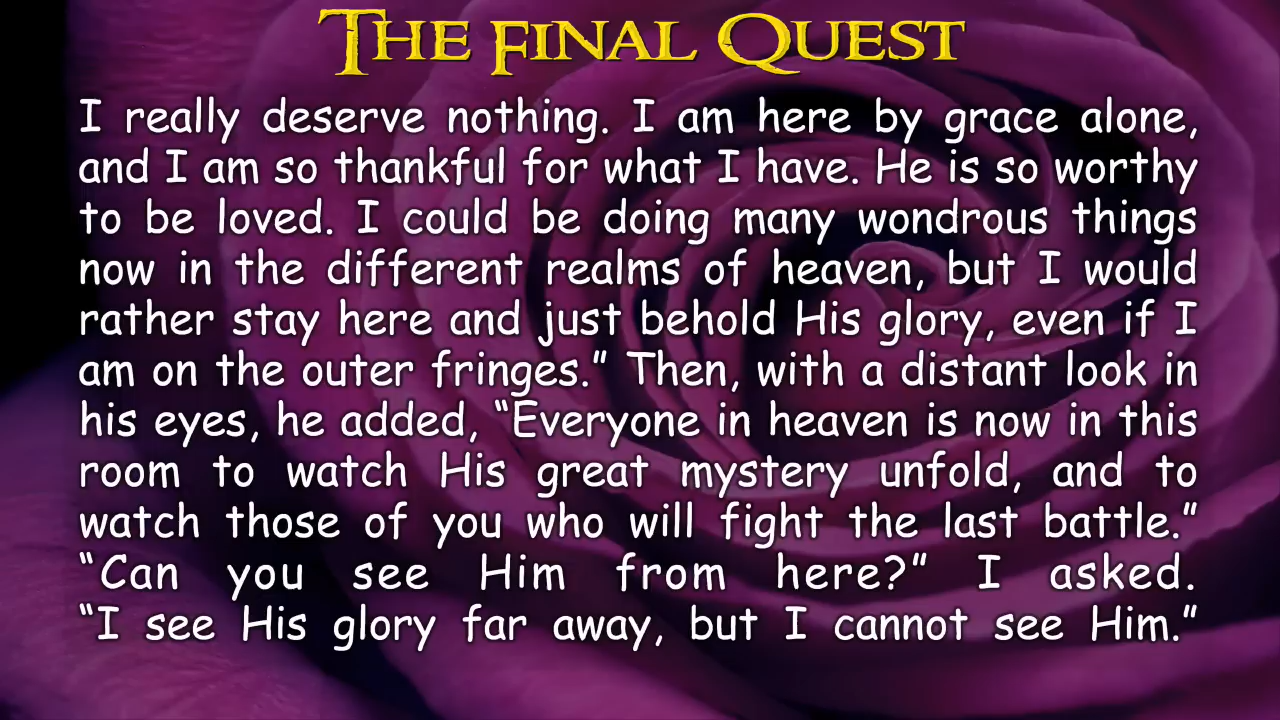 The Final Quest
I really deserve nothing. I am here by grace alone,
and I am so thankful for what I have. He is so worthy
to be loved. I could be doing many wondrous things
now in the different realms of heaven, but I would
rather stay here and just behold His glory, even if I
am on the outer fringes.” Then, with a distant look in
his eyes, he added, “Everyone in heaven is now in this
room to watch His great mystery unfold, and to
watch those of you who will fight the last battle.”
“Can you see Him from here?” I asked.
“I see His glory far away, but I cannot see Him.”